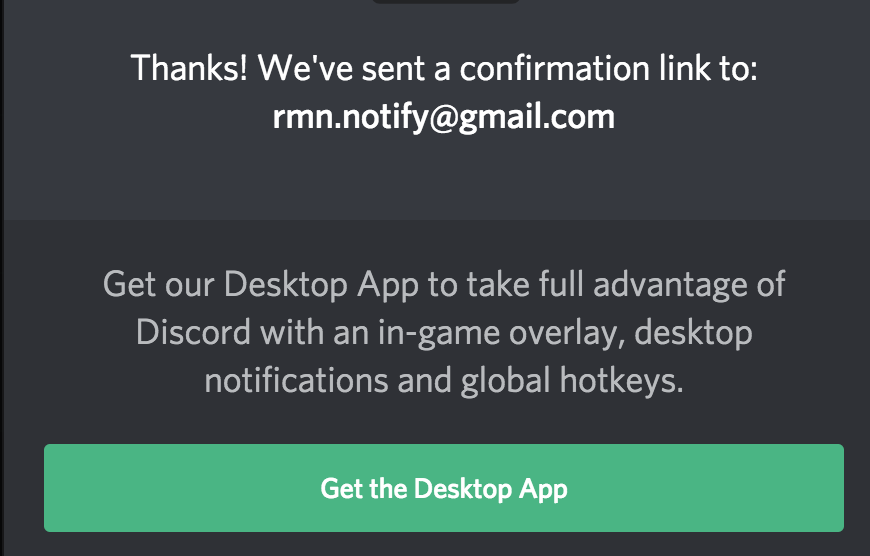 Thanks! We've sent a confirmation link to:
rmn.notify@gmail.com
Get our Desktop App to take full advantage of
Discord with an in-game overlay, desktop
notifications and global hotkeys.
Get the Desktop App